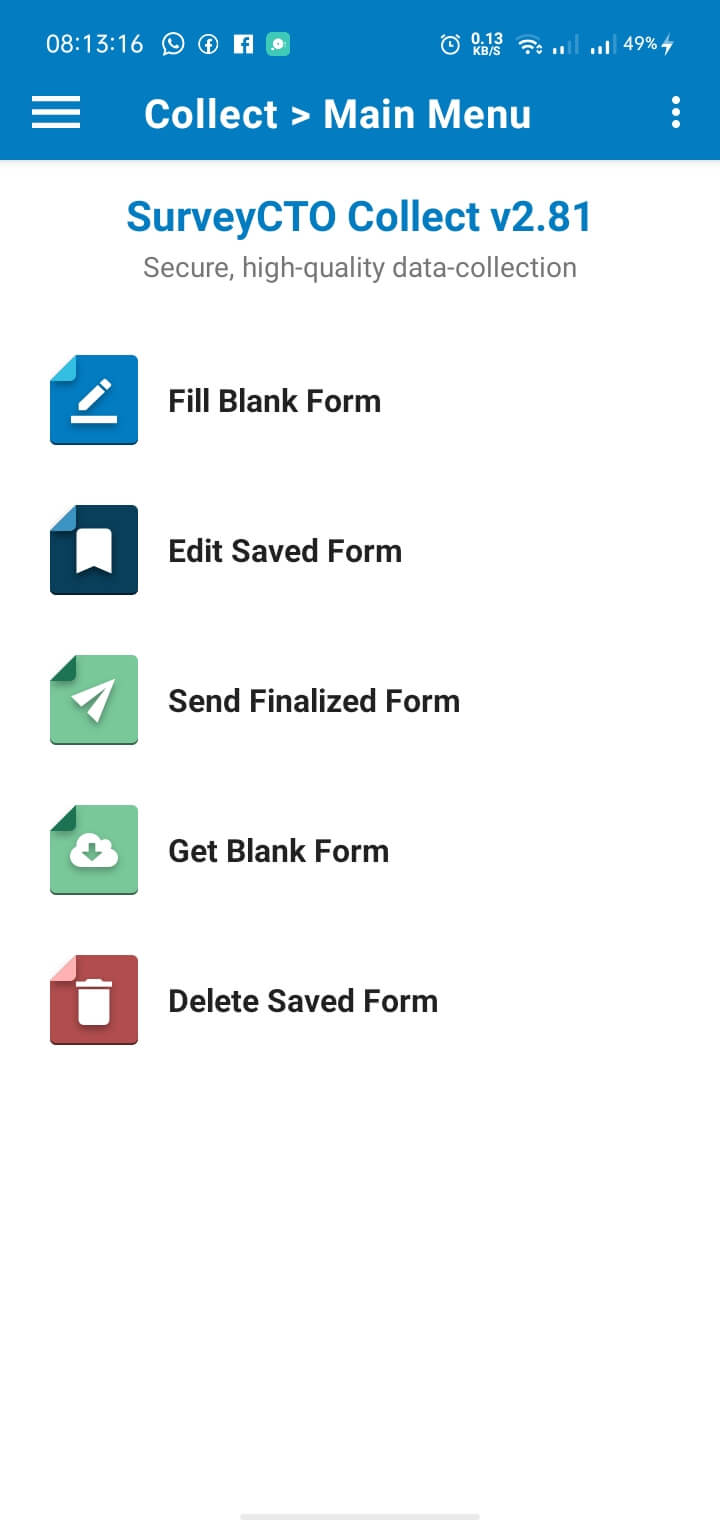 08:13:16 0.13 KB/S 49%
Collect > Main Menu
SurveyCTO Collect v2.81
Secure, high-quality data-collection
Fill Blank Form
Edit Saved Form
Send Finalized Form
Get Blank Form
Delete Saved Form